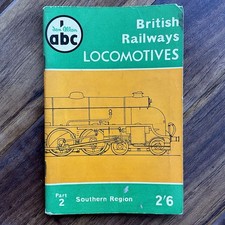 Ian Allan
abc
British
Railways
LOCOMOTIVES
Part
2
Southern Region
2'6